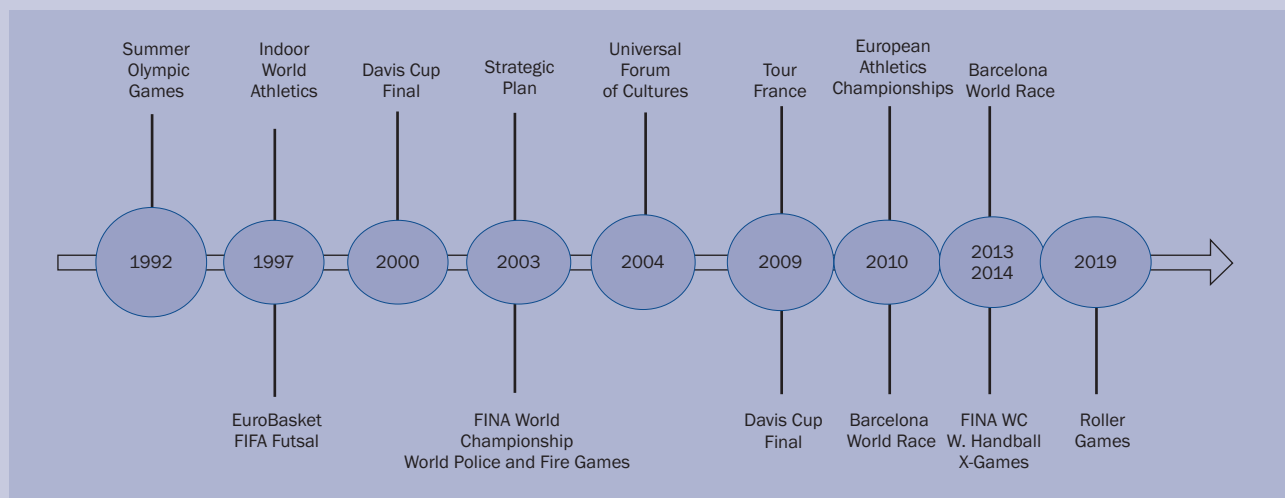 Summer
Olympic
Games
Indoor
World
Athletics
Davis Cup
Final
Strategic
Plan
Universal
Forum
of Cultures
Tour
France
European
Athletics
Championships
Barcelona
World Race
1992
1997
2000
2003
2004
2009
2010
2013
2014
2019
EuroBasket
FIFA Futsal
FINA World
Championship
World Police and Fire Games
Davis Cup
Final
Barcelona
World Race
FINA WC
W. Handball
X-Games
Roller
Games